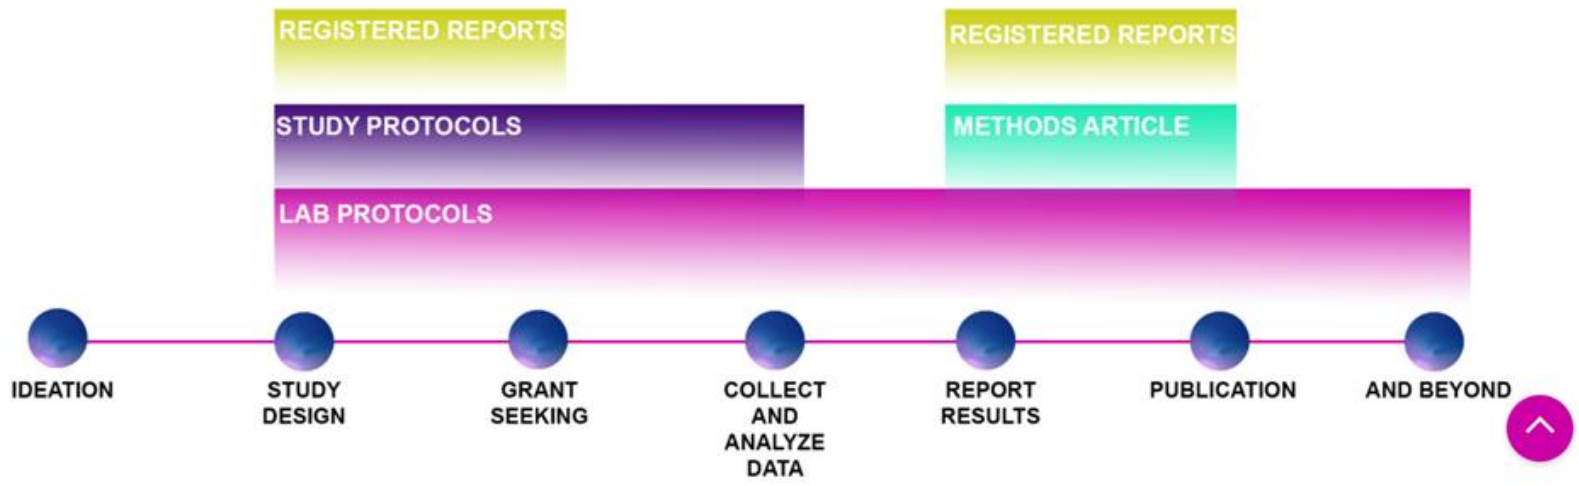 REGISTERED REPORTS
REGISTERED REPORTS
STUDY PROTOCOLS
METHODS ARTICLE
LAB PROTOCOLS
IDEATION
STUDY
DESIGN
GRANT
SEEKING
COLLECT
AND
ANALYZE
DATA
REPORT
RESULTS
PUBLICATION
AND BEYOND